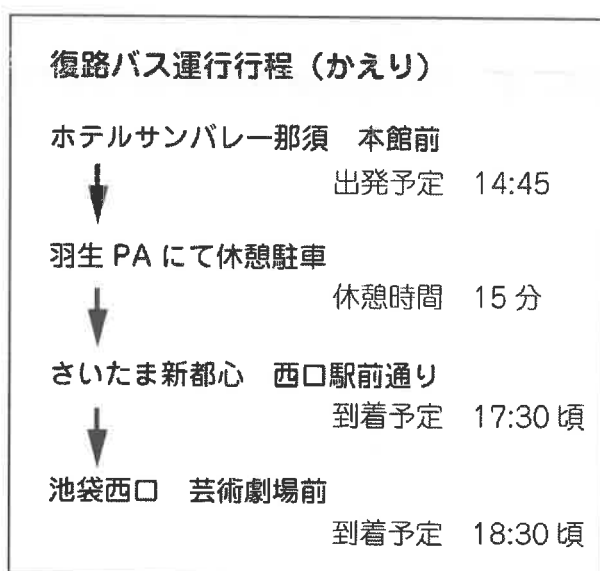 復路バス運行行程（かえり）
ホテルサンバレー那須　本館前
出発予定　14:45
羽生 PA にて休憩駐車
休憩時間　15 分
さいたま新都心　西口駅前通り
到着予定　17:30 頃
池袋西口　芸術劇場前
到着予定　18:30 頃